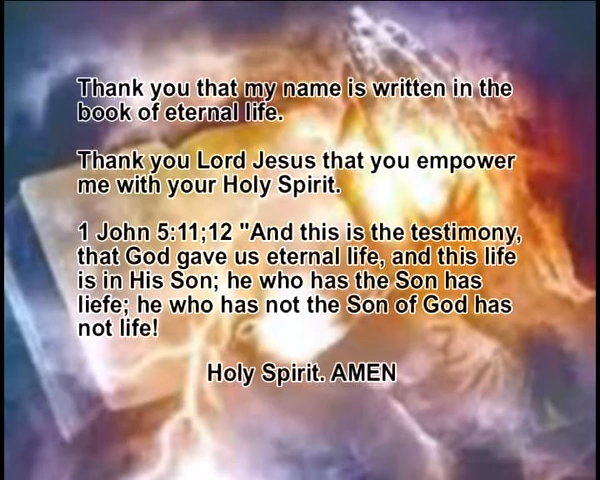 Thank you that my name is written in the
book of eternal life.
Thank you Lord Jesus that you empower
me with your Holy Spirit.
1 John 5:11;12 "And this is the testimony,
that God gave us eternal life, and this life
is in His Son; he who has the Son has
liefe; he who has not the Son of God has
not life!
Holy Spirit. AMEN